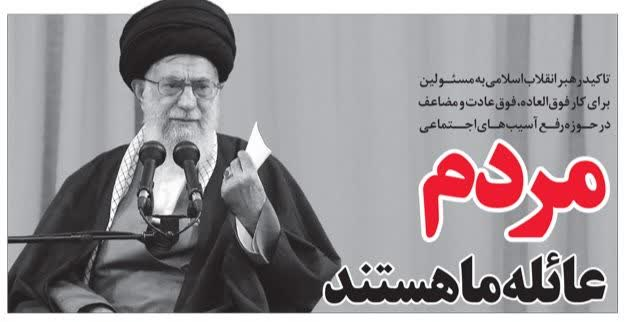 تاکید رهبر انقلاب اسلامی به مسئولین
برای کار فوق‌العاده، فوق عادت و مضاعف
در حوزه رفع آسیب‌های اجتماعی
مردم
عائله ما هستند